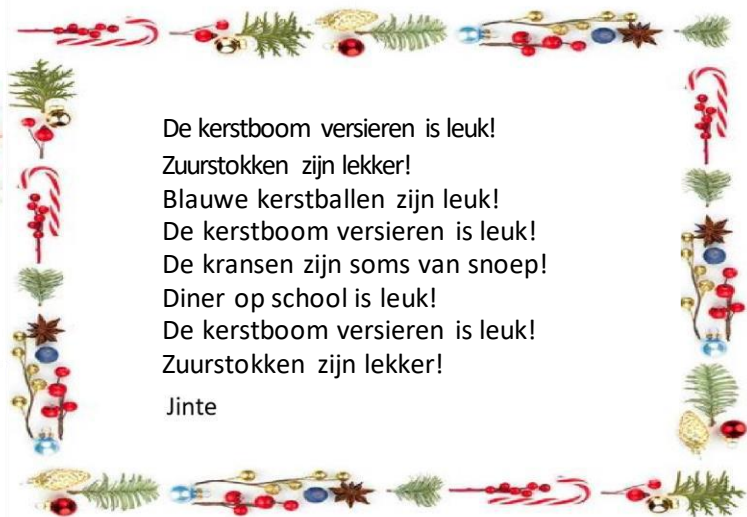 De kerstboom versieren is leuk!
Zuurstokken zijn lekker!
Blauwe kerstballen zijn leuk!
De kerstboom versieren is leuk!
De kransen zijn soms van snoep!
Diner op school is leuk!
De kerstboom versieren is leuk!
Zuurstokken zijn lekker!
Jinte